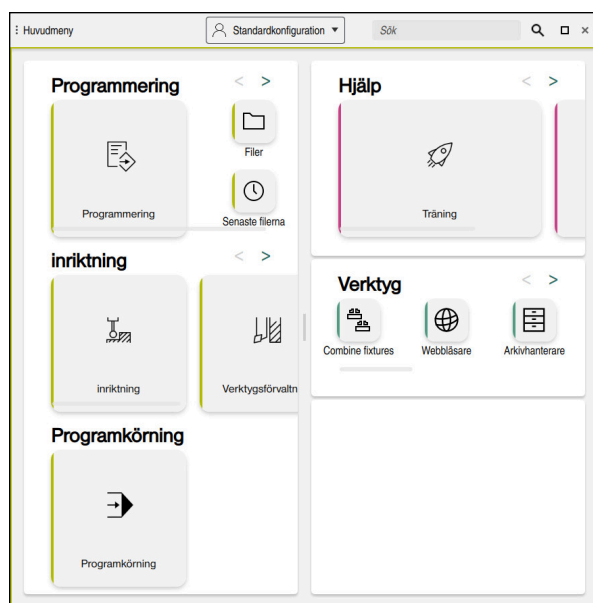 Huvudmeny
Standardkonfiguration
Sök
Programmering
Programmering
Filer
Senaste filerna
inriktning
inriktning
Verktygsförvaltn
Programkörning
Programkörning
Hjälp
Träning
Verktyg
Combine fixtures
Webbläsare
Arkivhanterare